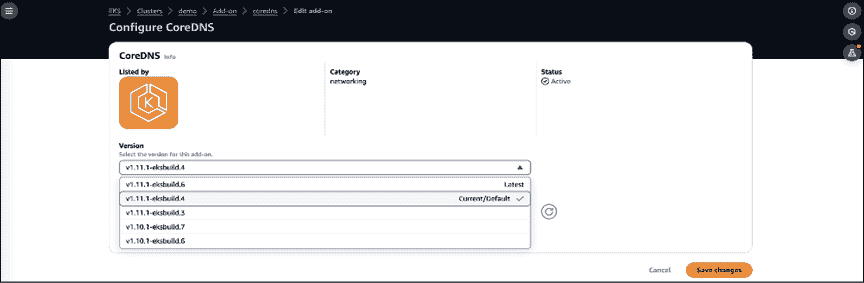 EKS > Clusters > demo > Add-on > coredns > Edit add-on
Configure CoreDNS
CoreDNS Info
Listed by
Category
networking
Status
Active
Version
Select the version for this add-on.
v1.11.1-eksbuild.4
v1.11.1-eksbuild.6 Latest
v1.11.1-eksbuild.4 Current/Default
v1.11.1-eksbuild.3
v1.10.1-eksbuild.7
v1.10.1-eksbuild.6
Cancel Save changes